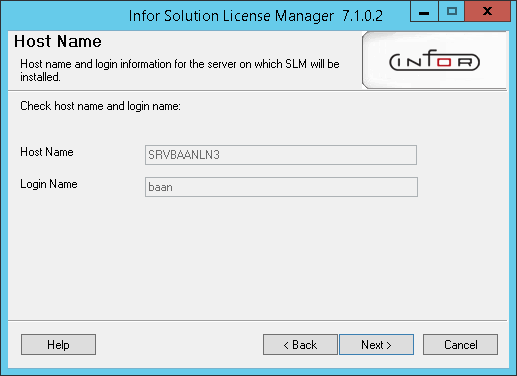 Infor Solution License Manager 7.1.0.2
Host Name
Host name and login information for the server on which SLM will be
installed.
INFOR
Check host name and login name:
Host Name SRVBAANLN3
Login Name baan
Help < Back Next > Cancel